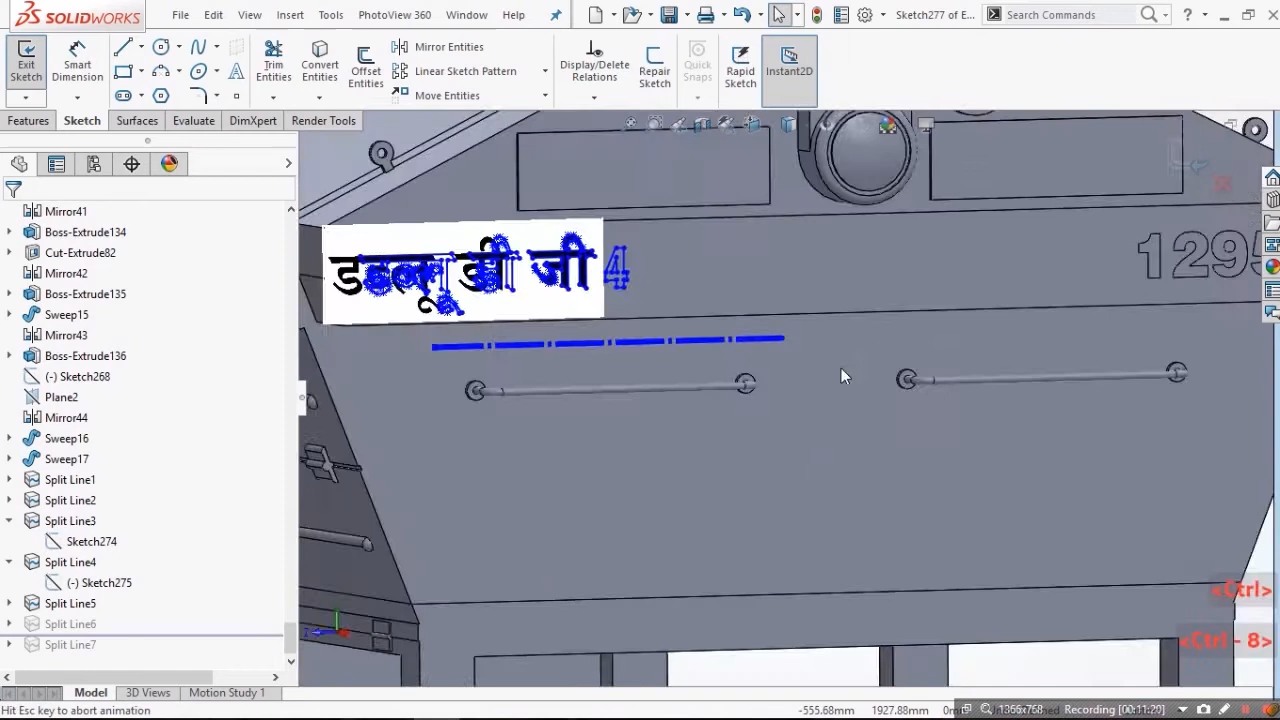 SOLIDWORKS File Edit View Insert Tools PhotoView 360 Window Help Sketch277 of E... Search Commands
Exit Sketch Smart Dimension Trim Entities Convert Entities Offset Entities Mirror Entities Linear Sketch Pattern Move Entities Display/Delete Relations Repair Sketch Quick Snaps Rapid Sketch Instant2D
Features Sketch Surfaces Evaluate DimXpert Render Tools
Mirror41
Boss-Extrude134
Cut-Extrude82
Mirror42
Boss-Extrude135
Sweep15
Mirror43
Boss-Extrude136
(-) Sketch268
Plane2
Mirror44
Sweep16
Sweep17
Split Line1
Split Line2
Split Line3
Sketch274
Split Line4
(-) Sketch275
Split Line5
Split Line6
Split Line7
डी जी 4
1295
<Ctrl>
<Ctrl - 8>
Model 3D Views Motion Study 1
Hit Esc key to abort animation -555.68mm 1927.88mm 1366x768 Recording [00:11:20]